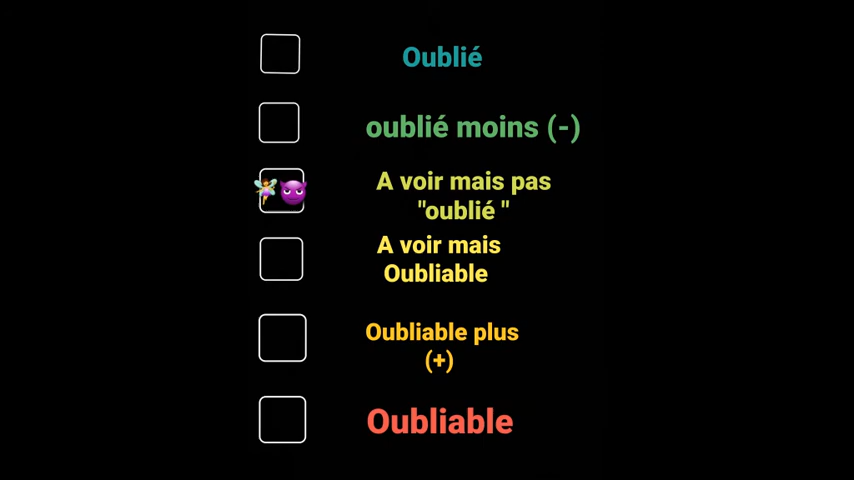 Oublié
oublié moins (-)
A voir mais pas
"oublié "
A voir mais
Oubliable
Oubliable plus
(+)
Oubliable